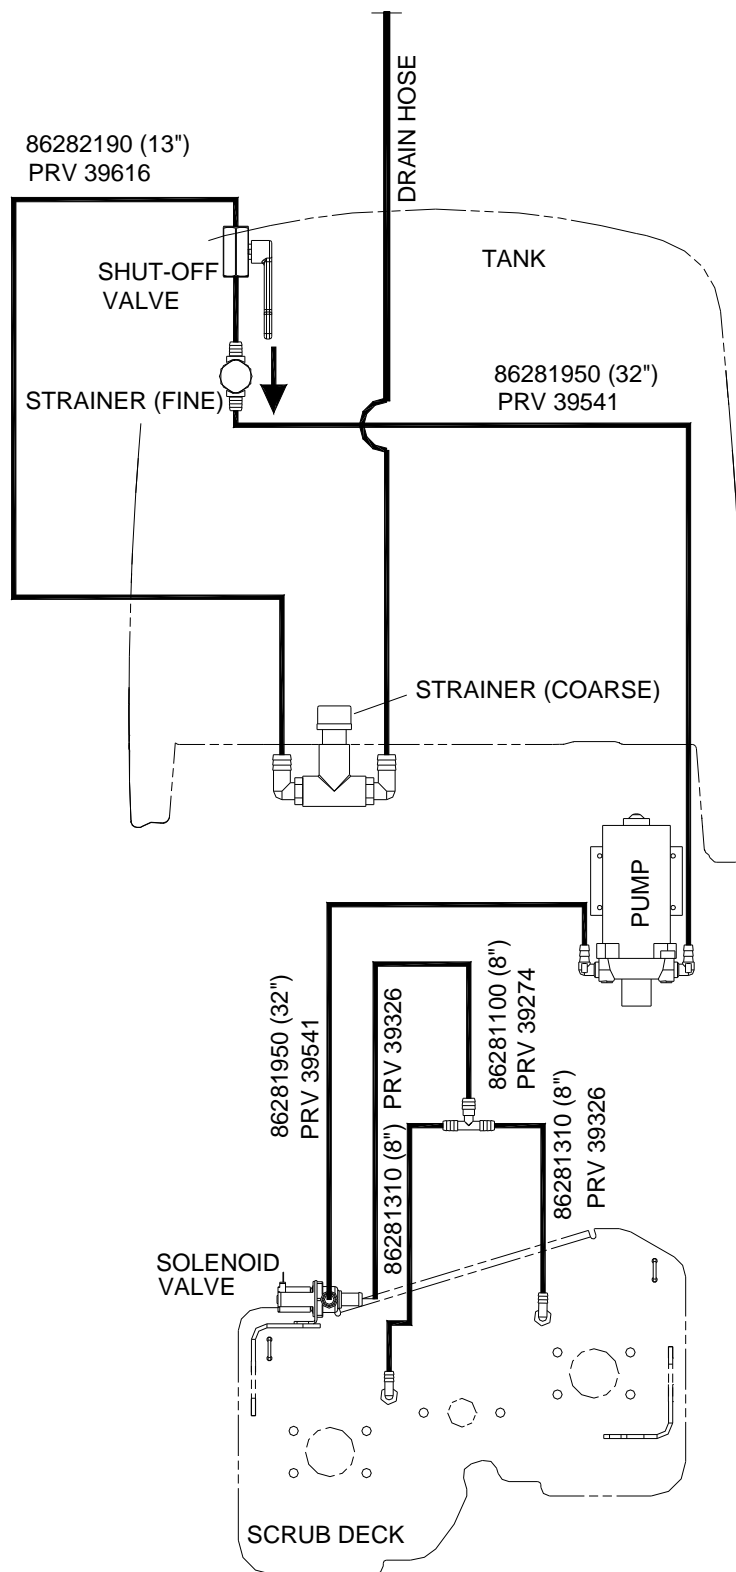 DRAIN HOSE
86282190 (13")
PRV 39616
TANK
SHUT-OFF
VALVE
86281950 (32")
PRV 39541
STRAINER (FINE)
STRAINER (COARSE)
PUMP
86281950 (32")
PRV 39541
86281310 (8")
PRV 39326
86281100 (8")
PRV 39274
86281310 (8")
PRV 39326
SOLENOID
VALVE
SCRUB DECK